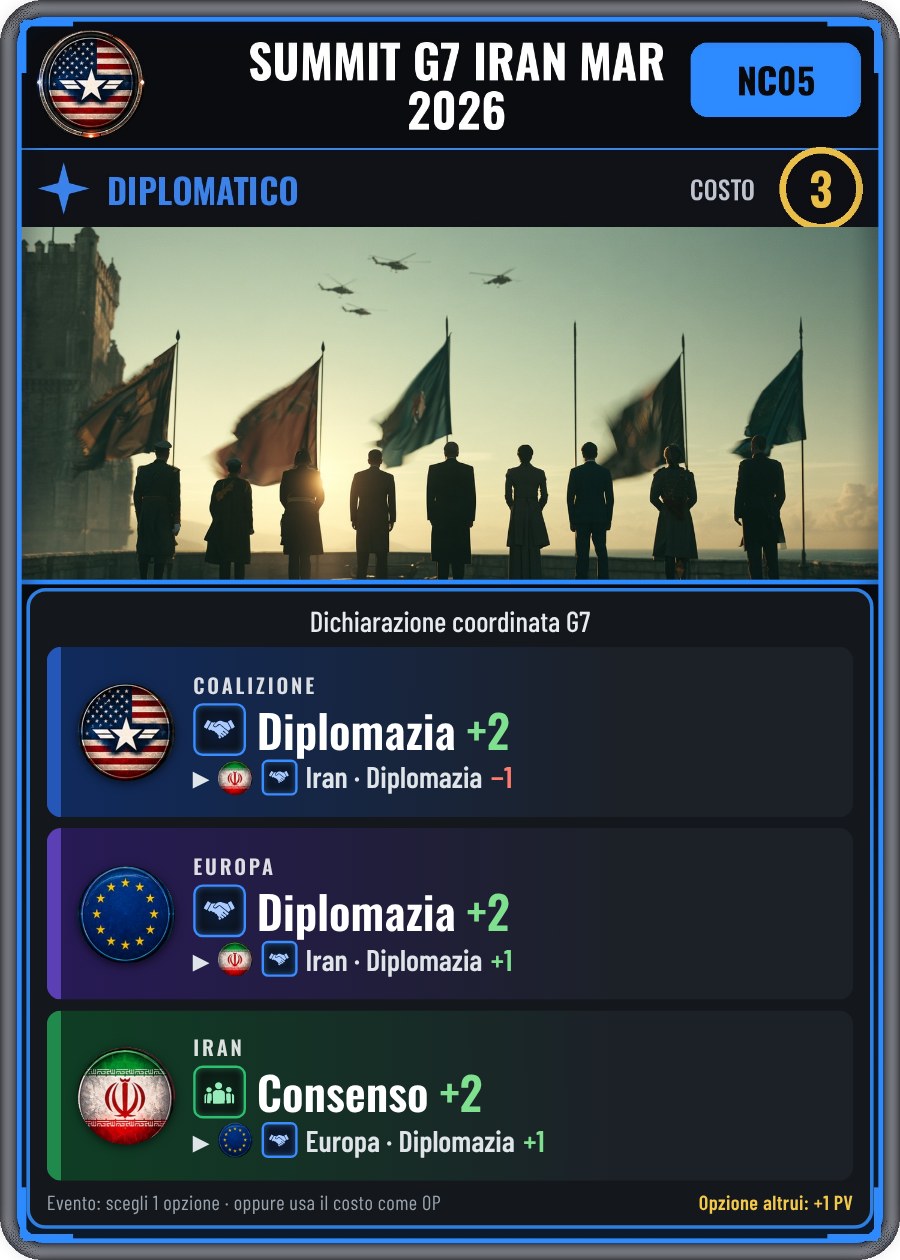 SUMMIT G7 IRAN MAR
2026
NC05
DIPLOMATICO
COSTO
3
Dichiarazione coordinata G7
COALIZIONE
Diplomazia +2
▶ Iran · Diplomazia −1
EUROPA
Diplomazia +2
▶ Iran · Diplomazia +1
IRAN
Consenso +2
▶ Europa · Diplomazia +1
Evento: scegli 1 opzione · oppure usa il costo come OP
Opzione altrui: +1 PV